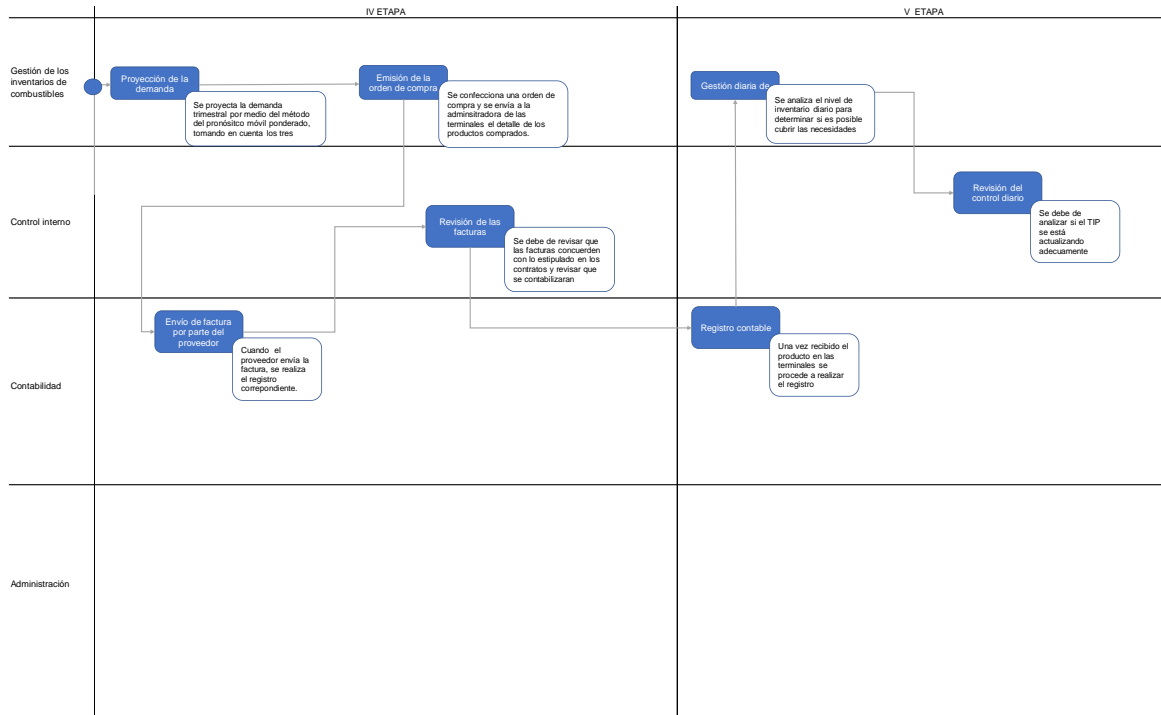 IV ETAPA
V ETAPA
Gestión de los
inventarios de
combustibles
Proyección de la
demanda
Se proyecta la demanda
trimestral por medio del método
del pronósitco móvil ponderado,
tomando en cuenta los tres
Emisión de la
orden de compra
Se confecciona una orden de
compra y se envía a la
adminsitradora de las
terminales el detalle de los
productos comprados.
Gestión diaria de
Se analiza el nivel de
inventario diario para
determinar si es posible
cubrir las necesidades
Control interno
Revisión de las
facturas
Se debe de revisar que
las facturas concuerden
con lo estipulado en los
contratos y revisar que
se contabilizaran
Revisión del
control diario
Se debe de
analizar si el TIP
se está
actualizando
adecuamente
Contabilidad
Envío de factura
por parte del
proveedor
Cuando el
proveedor envía la
factura, se realiza
el registro
correpondiente.
Registro contable
Una vez recibido el
producto en las
terminales se
procede a realizar
el registro
Administración